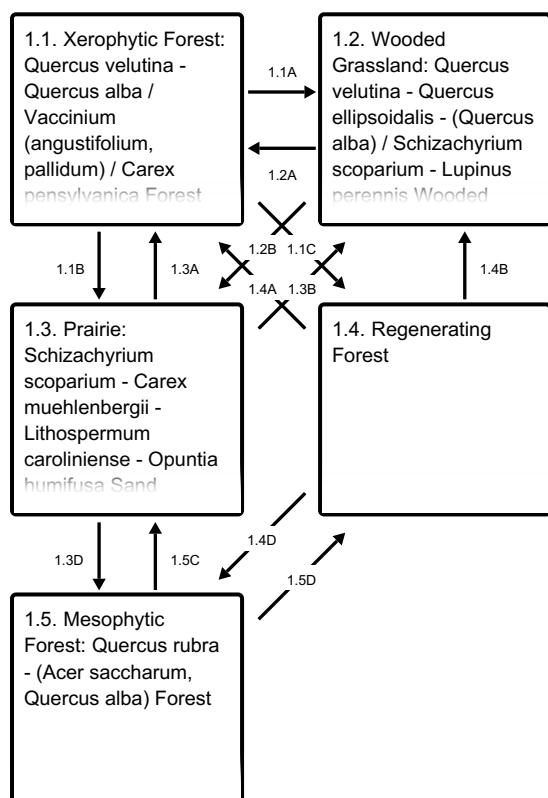 1.1. Xerophytic Forest:
Quercus velutina -
Quercus alba /
Vaccinium
(angustifolium,
pallidum) / Carex
pensylvanica Forest
1.1A
1.2A
1.2. Wooded
Grassland: Quercus
velutina - Quercus
ellipsoidalis - (Quercus
alba) / Schizachyrium
scoparium - Lupinus
perennis Wooded
1.1B
1.3A
1.2B
1.1C
1.4A
1.3B
1.4B
1.3. Prairie:
Schizachyrium
scoparium - Carex
muehlenbergii -
Lithospermum
caroliniense - Opuntia
humifusa Sand
1.4. Regenerating
Forest
1.3D
1.5C
1.4D
1.5D
1.5. Mesophytic
Forest: Quercus rubra
- (Acer saccharum,
Quercus alba) Forest